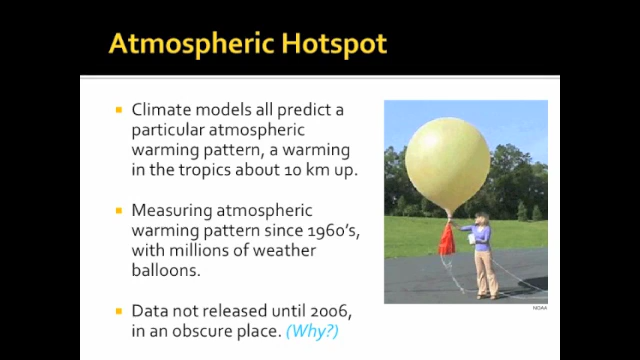 Atmospheric Hotspot
Climate models all predict a
particular atmospheric
warming pattern, a warming
in the tropics about 10 km up.
Measuring atmospheric
warming pattern since 1960's,
with millions of weather
balloons.
Data not released until 2006,
in an obscure place. (Why?)
NOAA